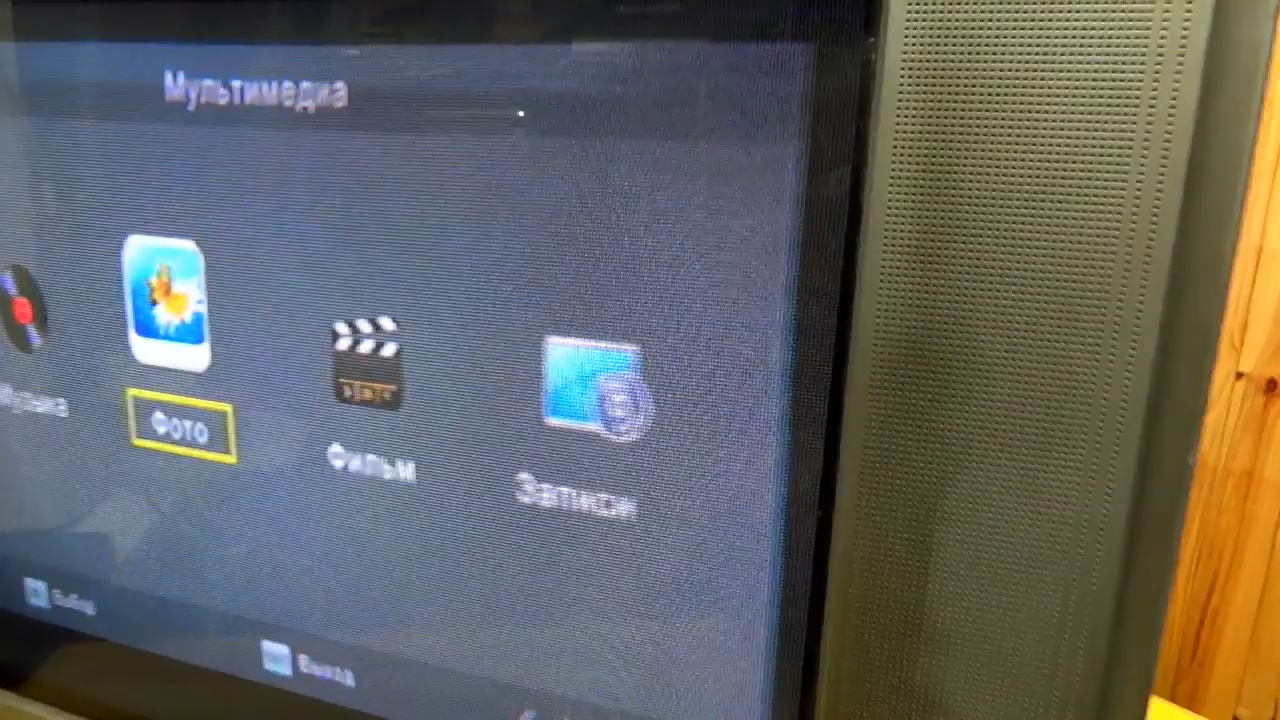 Мультимедиа
Музыка
Фото
Фильм
Записи
Выбор
Выход